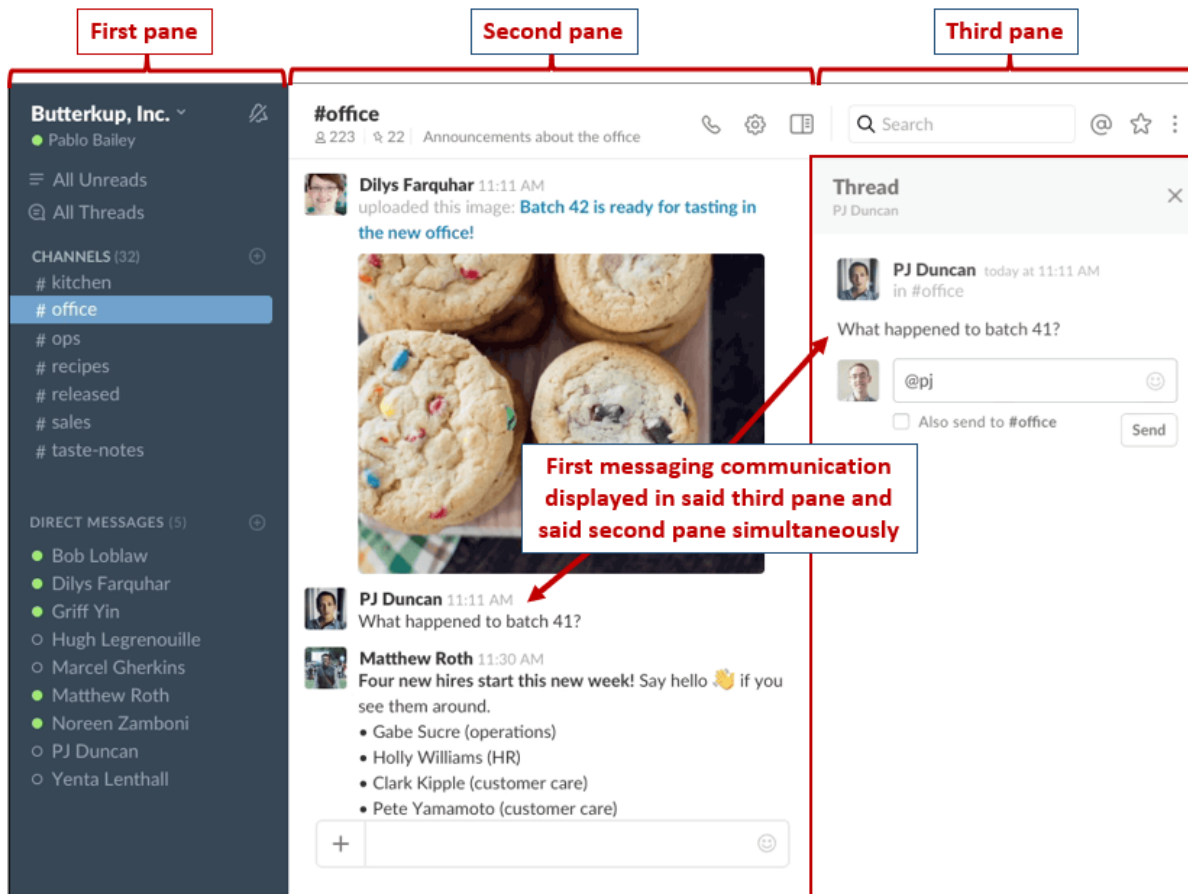 First pane
Second pane
Third pane
Butterkup, Inc.
Pablo Bailey
All Unreads
All Threads
CHANNELS (32)
# kitchen
# office
# ops
# recipes
# released
# sales
# taste-notes
DIRECT MESSAGES (5)
Bob Loblaw
Dilys Farquhar
Griff Yin
Hugh Legrenouille
Marcel Gherkins
Matthew Roth
Noreen Zamboni
PJ Duncan
Yenta Lenthall
#office
223 | 22 | Announcements about the office
Search
Dilys Farquhar 11:11 AM
uploaded this image: Batch 42 is ready for tasting in
the new office!
First messaging communication
displayed in said third pane and
said second pane simultaneously
PJ Duncan 11:11 AM
What happened to batch 41?
Matthew Roth 11:30 AM
Four new hires start this new week! Say hello 👋 if you
see them around.
• Gabe Sucre (operations)
• Holly Williams (HR)
• Clark Kipple (customer care)
• Pete Yamamoto (customer care)
Thread
PJ Duncan
PJ Duncan today at 11:11 AM
in #office
What happened to batch 41?
@pj
Also send to #office
Send